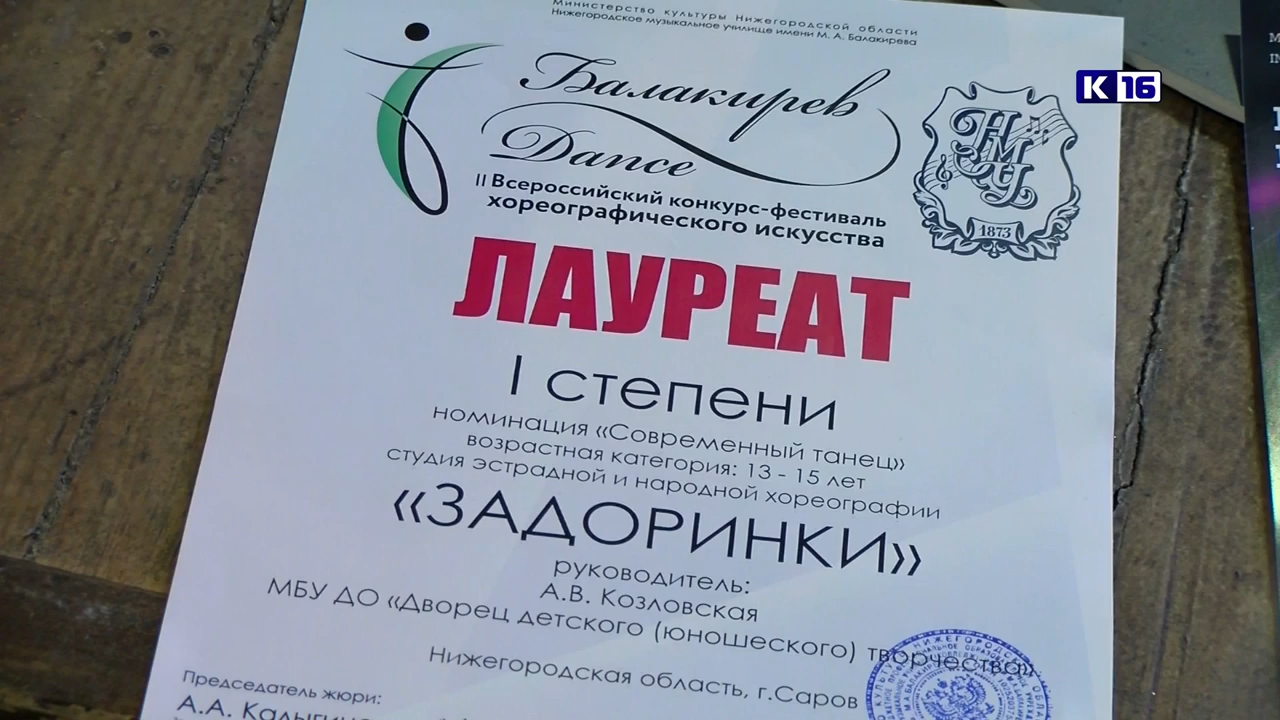 Министерство культуры Нижегородской области
Нижегородское музыкальное училище имени М. А. Балакирева
Балакирев
Dance
II Всероссийский конкурс-фестиваль
хореографического искусства
НМУ
1873
К 16
ЛАУРЕАТ
I степени
номинация «Современный танец»
возрастная категория: 13 - 15 лет
студия эстрадной и народной хореографии
«ЗАДОРИНКИ»
руководитель:
А.В. Козловская
МБУ ДО «Дворец детского (юношеского) творчества»
Нижегородская область, г.Саров
Председатель жюри:
А.А.